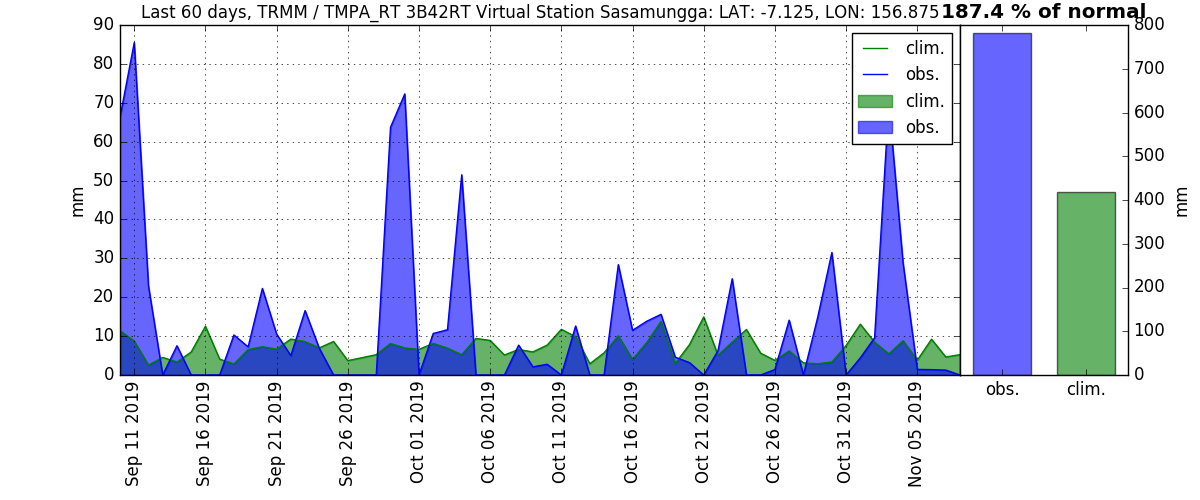 Last 60 days, TRMM / TMPA_RT 3B42RT Virtual Station Sasamungga: LAT: -7.125, LON: 156.875
187.4 % of normal
90
80
70
60
50
40
30
20
10
0
mm
clim.
obs.
clim.
obs.
Sep 11 2019
Sep 16 2019
Sep 21 2019
Sep 26 2019
Oct 01 2019
Oct 06 2019
Oct 11 2019
Oct 16 2019
Oct 21 2019
Oct 26 2019
Oct 31 2019
Nov 05 2019
800
700
600
500
400
300
200
100
0
mm
obs.
clim.